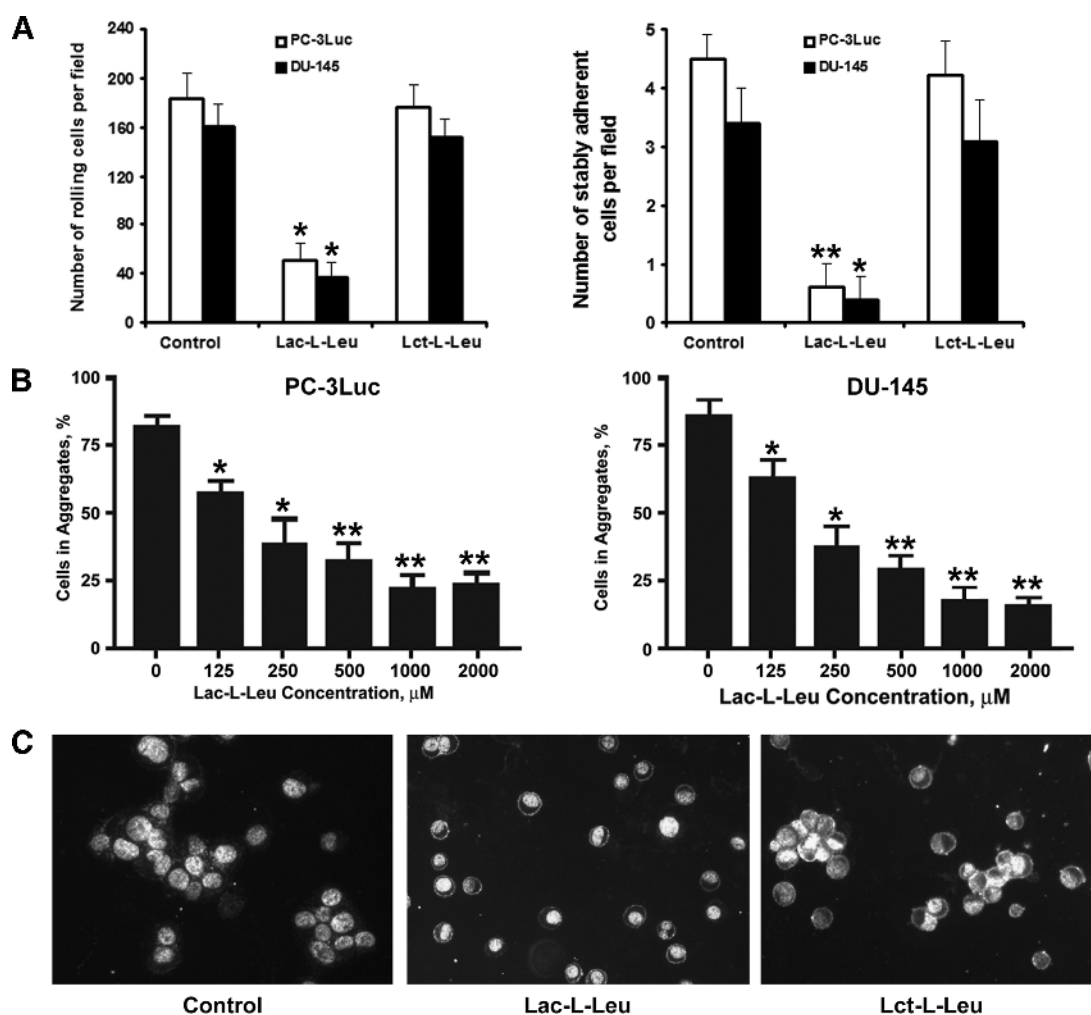 A
Number of rolling cells per field
240
200
160
120
80
40
0
PC-3Luc
DU-145
* *
Control Lac-L-Leu Lct-L-Leu
Number of stably adherent
cells per field
5
4
3
2
1
0
PC-3Luc
DU-145
** *
Control Lac-L-Leu Lct-L-Leu
B
PC-3Luc
Cells in Aggregates, %
100
75
50
25
0
* * ** ** **
0 125 250 500 1000 2000
Lac-L-Leu Concentration, μM
DU-145
Cells in Aggregates, %
100
75
50
25
0
* * ** ** **
0 125 250 500 1000 2000
Lac-L-Leu Concentration, μM
C
Control Lac-L-Leu Lct-L-Leu